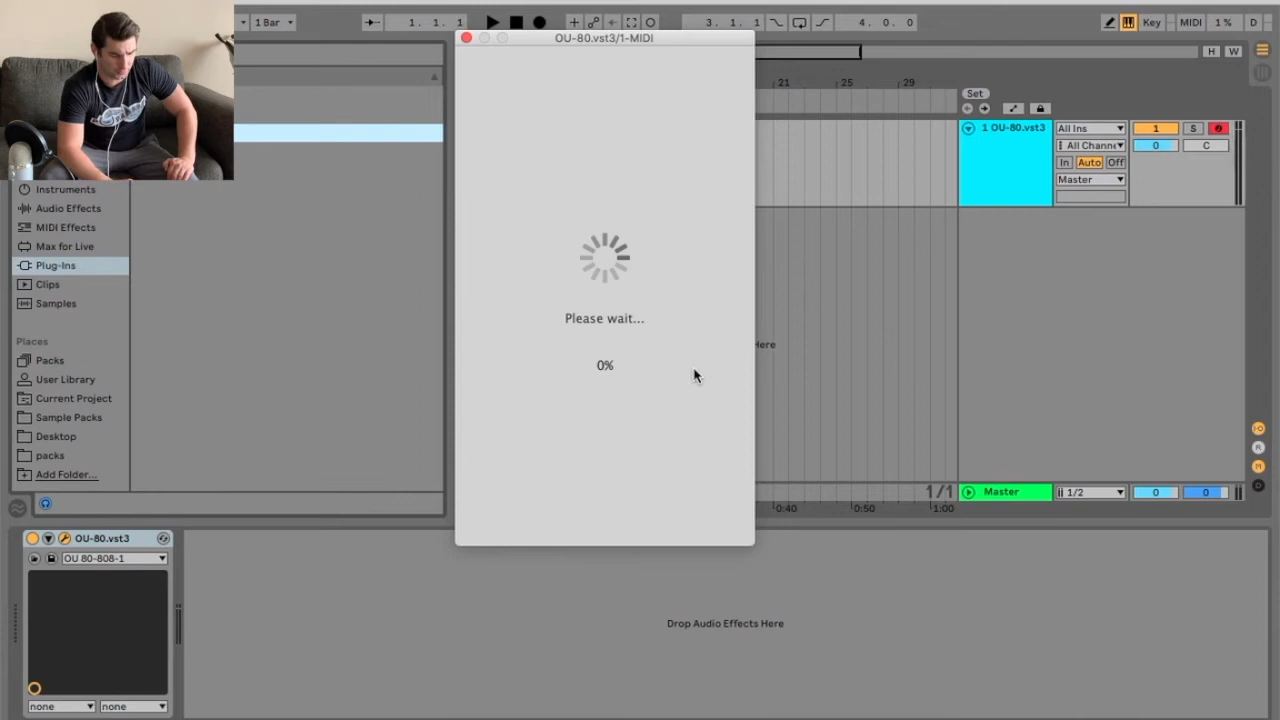 1 Bar
1. 1. 1
3. 1. 1
4. 0. 0
Key
MIDI
1 %
D
OU-80.vst3/1-MIDI
H
W
21
25
29
Set
1 OU-80.vst3
All Ins
1
S
All Channe
0
C
In
Auto
Off
Master
Instruments
Audio Effects
MIDI Effects
Max for Live
Plug-Ins
Clips
Samples
Please wait...
0%
Here
Places
Packs
User Library
Current Project
Sample Packs
Desktop
packs
Add Folder...
R
M
D
1/1
Master
1/2
0
0
0:40
0:50
1:00
OU-80.vst3
OU 80-808-1
Drop Audio Effects Here
none
none